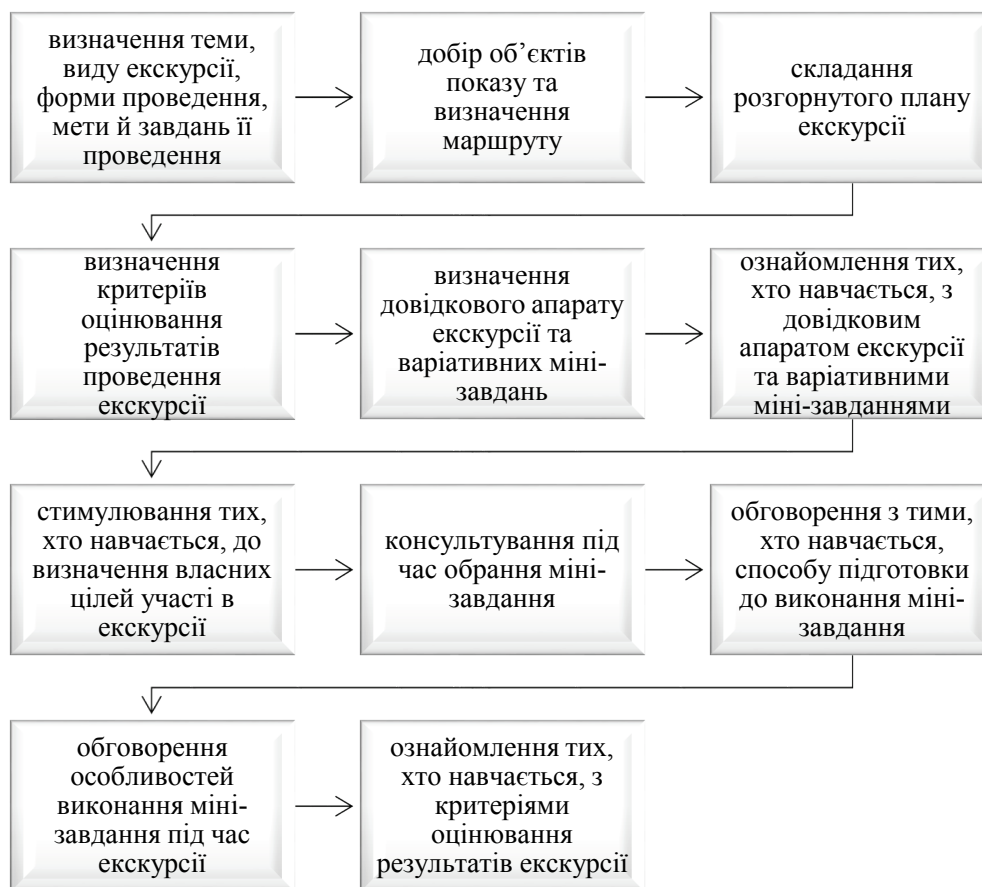 визначення теми,
виду екскурсії,
форми проведення,
мети й завдань її
проведення
добір об’єктів
показу та
визначення
маршруту
складання
розгорнутого плану
екскурсії
визначення
критеріїв
оцінювання
результатів
проведення
екскурсії
визначення
довідкового апарату
екскурсії та
варіативних міні-
завдань
ознайомлення тих,
хто навчається, з
довідковим
апаратом екскурсії
та варіативними
міні-завданнями
стимулювання тих,
хто навчається, до
визначення власних
цілей участі в
екскурсії
консультування під
час обрання міні-
завдання
обговорення з тими,
хто навчається,
способу підготовки
до виконання міні-
завдання
обговорення
особливостей
виконання міні-
завдання під час
екскурсії
ознайомлення тих,
хто навчається, з
критеріями
оцінювання
результатів екскурсії